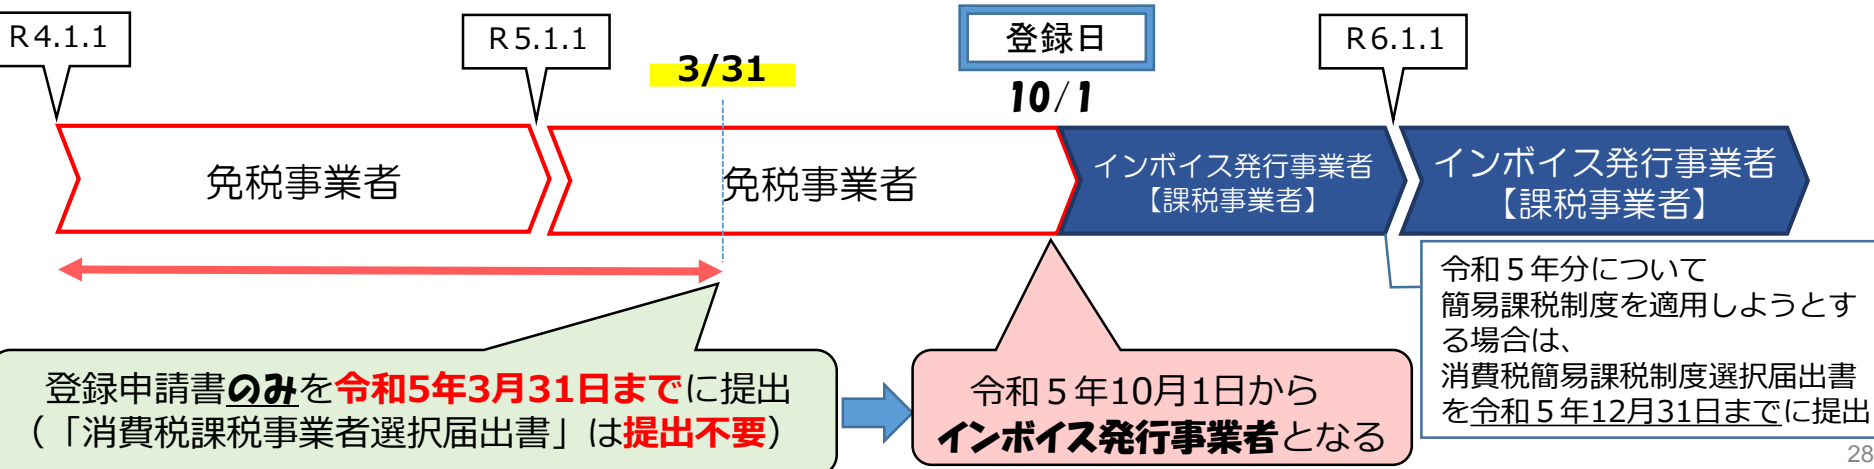 R4.1.1
R5.1.1
3/31
登録日
10/1
R6.1.1
免税事業者
免税事業者
インボイス発行事業者
【課税事業者】
インボイス発行事業者
【課税事業者】
登録申請書のみを令和5年3月31日までに提出
(「消費税課税事業者選択届出書」は提出不要)
令和5年10月1日から
インボイス発行事業者となる
令和5年分について
簡易課税制度を適用しようとす
る場合は、
消費税簡易課税制度選択届出書
を令和5年12月31日までに提出
28